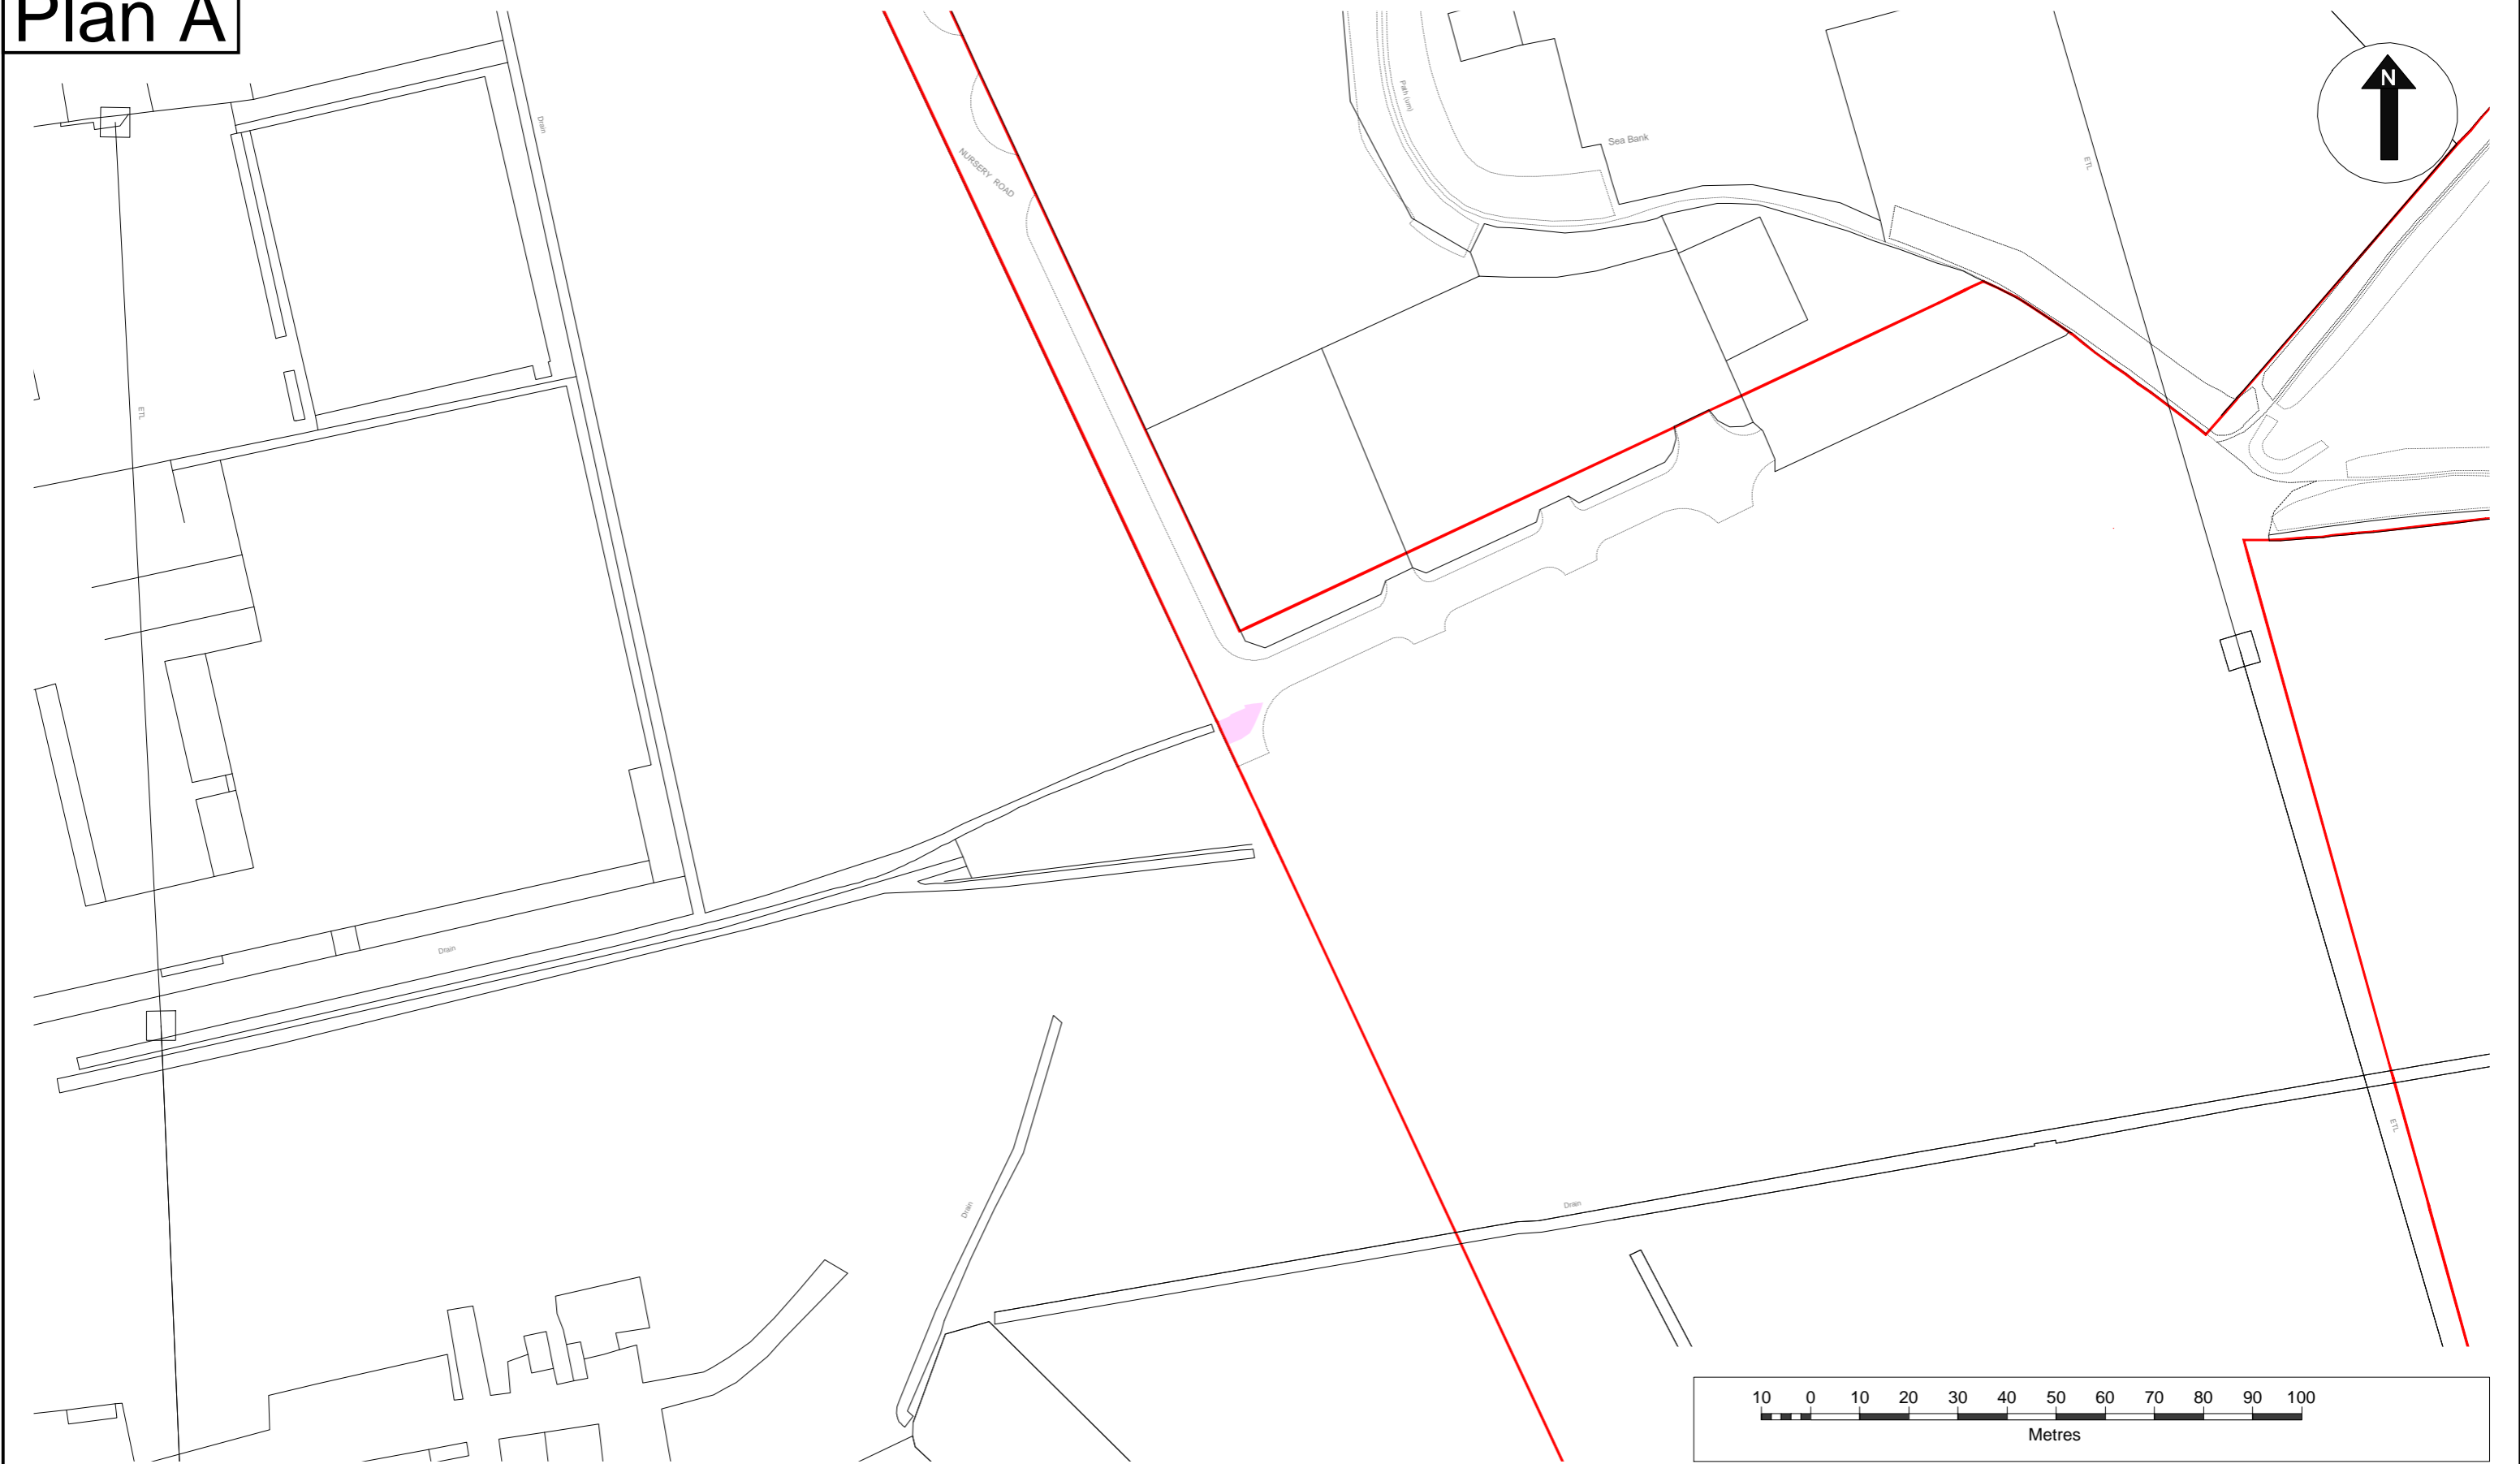 Plan A
N
Drain
Path (um)
Sea Bank
NURSERY ROAD
ETL
ETL
Drain
ETL
Drain
Drain
10 0 10 20 30 40 50 60 70 80 90 100
Metres